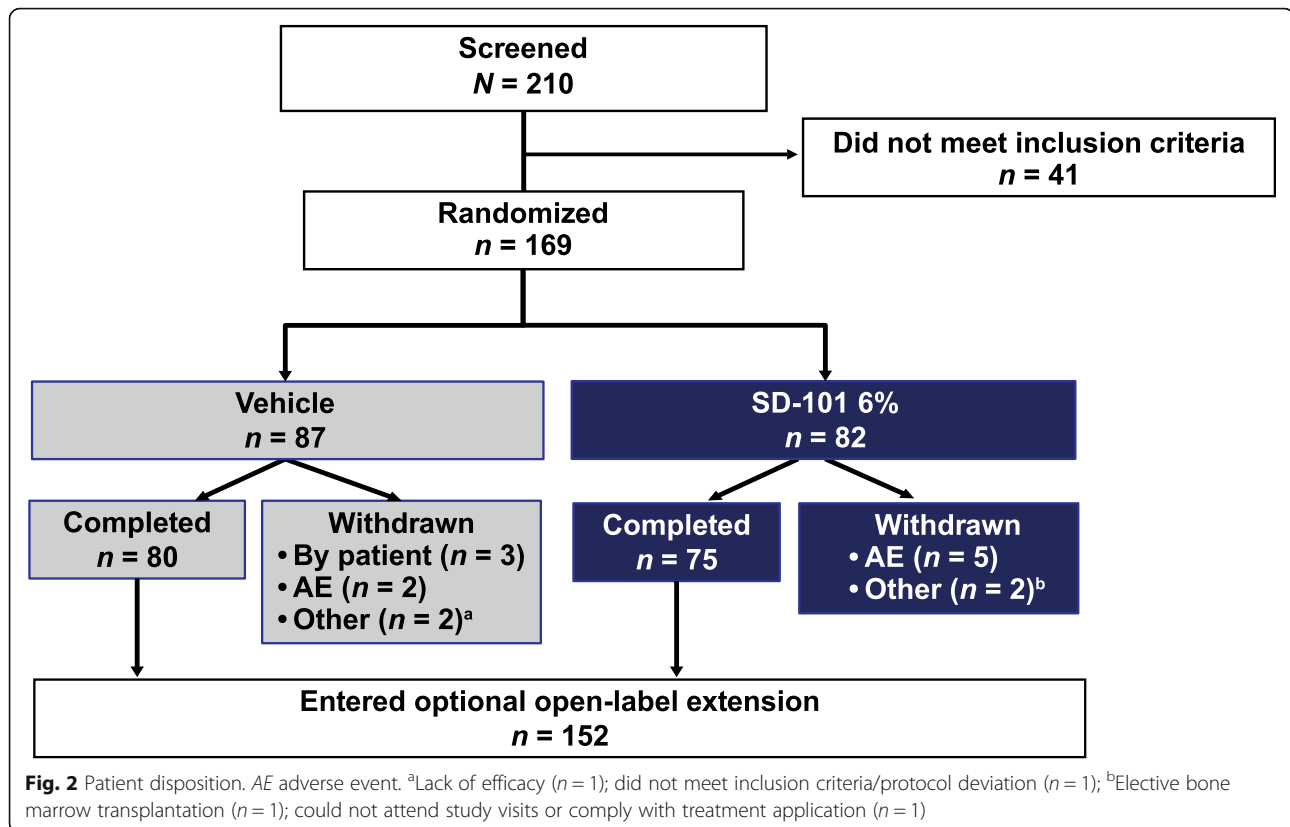 Screened
N = 210
Did not meet inclusion criteria
n = 41
Randomized
n = 169
Vehicle
n = 87
SD-101 6%
n = 82
Completed
n = 80
Withdrawn
• By patient (n = 3)
• AE (n = 2)
• Other (n = 2)a
Completed
n = 75
Withdrawn
• AE (n = 5)
• Other (n = 2)b
Entered optional open-label extension
n = 152
Fig. 2 Patient disposition. AE adverse event. aLack of efficacy (n = 1); did not meet inclusion criteria/protocol deviation (n = 1); bElective bone
marrow transplantation (n = 1); could not attend study visits or comply with treatment application (n = 1)